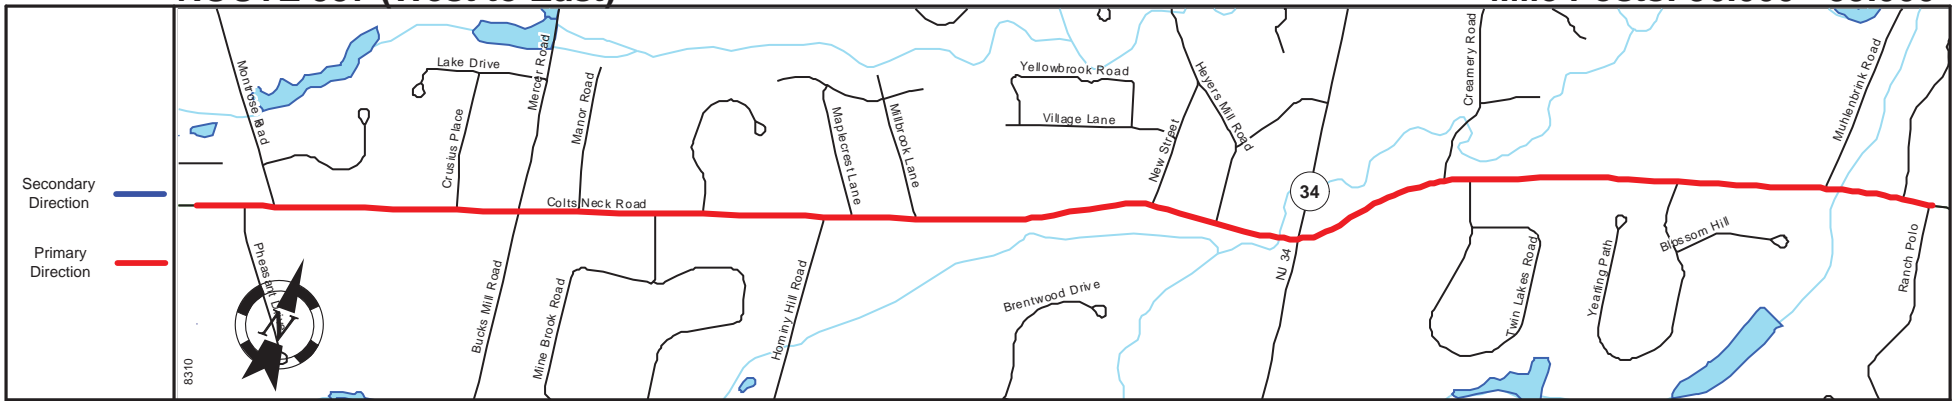 Secondary
Direction
Primary
Direction
Montrose Road
Lake Drive
Mercer Road
Crusius Place
Manor Road
Maplecrest Lane
Millbrook Lane
Yellowbrook Road
Village Lane
New Street
Heyers Mill Road
34
Creamery Road
Muhlenbrink Road
Colts Neck Road
Pheasant
N
8310
Bucks Mill Road
Mine Brook Road
Hominy Hill Road
Brentwood Drive
NJ 34
Twin Lakes Road
Yearling Path
Blossom Hill
Ranch Polo